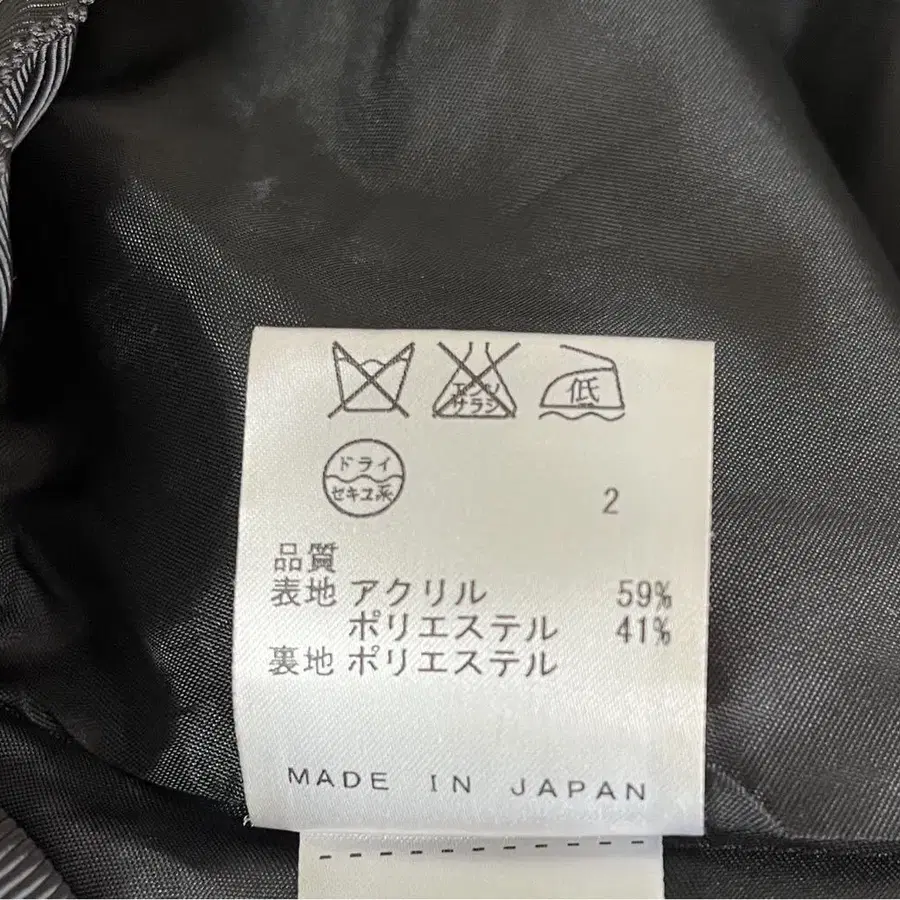 エンソ
サラシ
低
ドライ
セキユ系
2
品質
表地 アクリル 59%
ポリエステル 41%
裏地 ポリエステル
MADE IN JAPAN